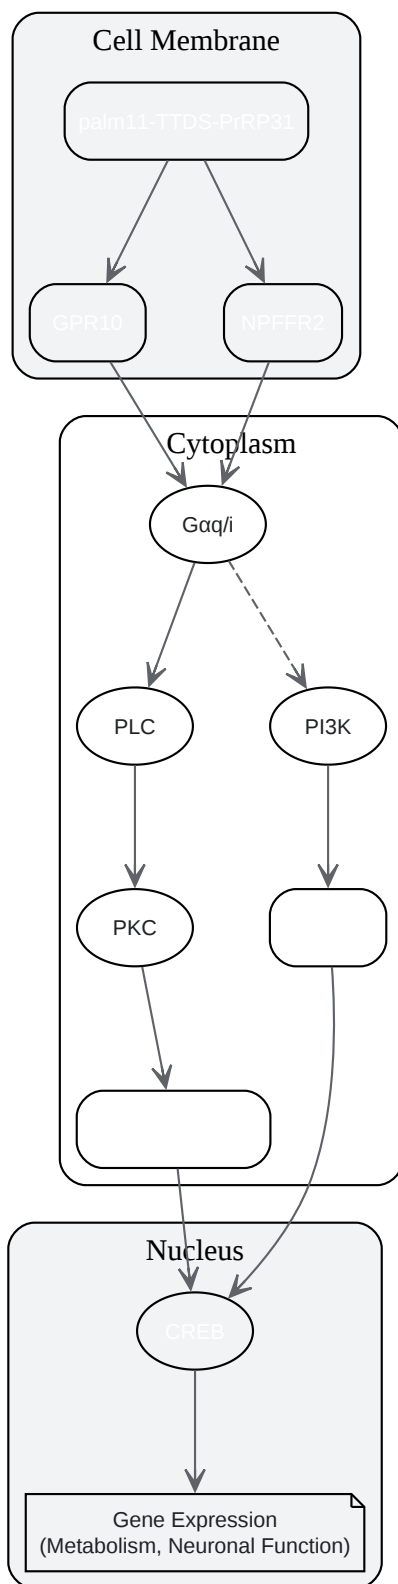 Cell Membrane
palm11-TTDS-PrRP31
GPR10
NPFFR2
Cytoplasm
Gαq/i
PLC
PI3K
PKC
Nucleus
CREB
Gene Expression
(Metabolism, Neuronal Function)